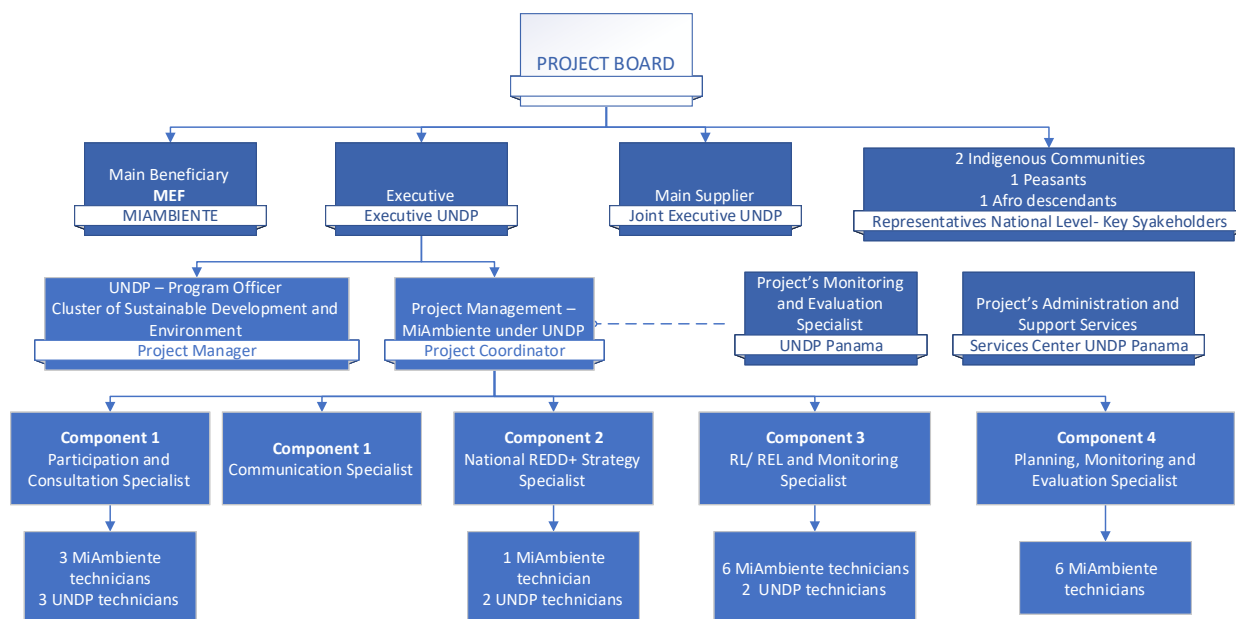 PROJECT BOARD
Main Beneficiary
MEF
MIAMBIENTE
Executive
Executive UNDP
Main Supplier
Joint Executive UNDP
2 Indigenous Communities
1 Peasants
1 Afro descendants
Representatives National Level- Key Syakeholders
UNDP – Program Officer
Cluster of Sustainable Development and
Environment
Project Manager
Project Management –
MiAmbiente under UNDP
Project Coordinator
Project's Monitoring
and Evaluation
Specialist
UNDP Panama
Project's Administration and
Support Services
Services Center UNDP Panama
Component 1
Participation and
Consultation Specialist
Component 1
Communication Specialist
Component 2
National REDD+ Strategy
Specialist
Component 3
RL/ REL and Monitoring
Specialist
Component 4
Planning, Monitoring and
Evaluation Specialist
3 MiAmbiente
technicians
3 UNDP technicians
1 MiAmbiente
technician
2 UNDP technicians
6 MiAmbiente technicians
2 UNDP technicians
6 MiAmbiente
technicians